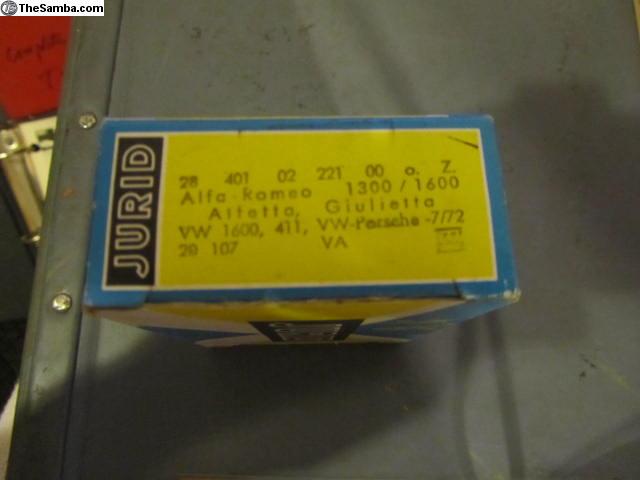 TheSamba.com
JURID
28 401 02 221 00 o. Z.
Alfa-Romeo 1300 / 1600
Alfetta, Giulietta
VW 1600, 411, VW-Porsche -7/72
20 107 VA